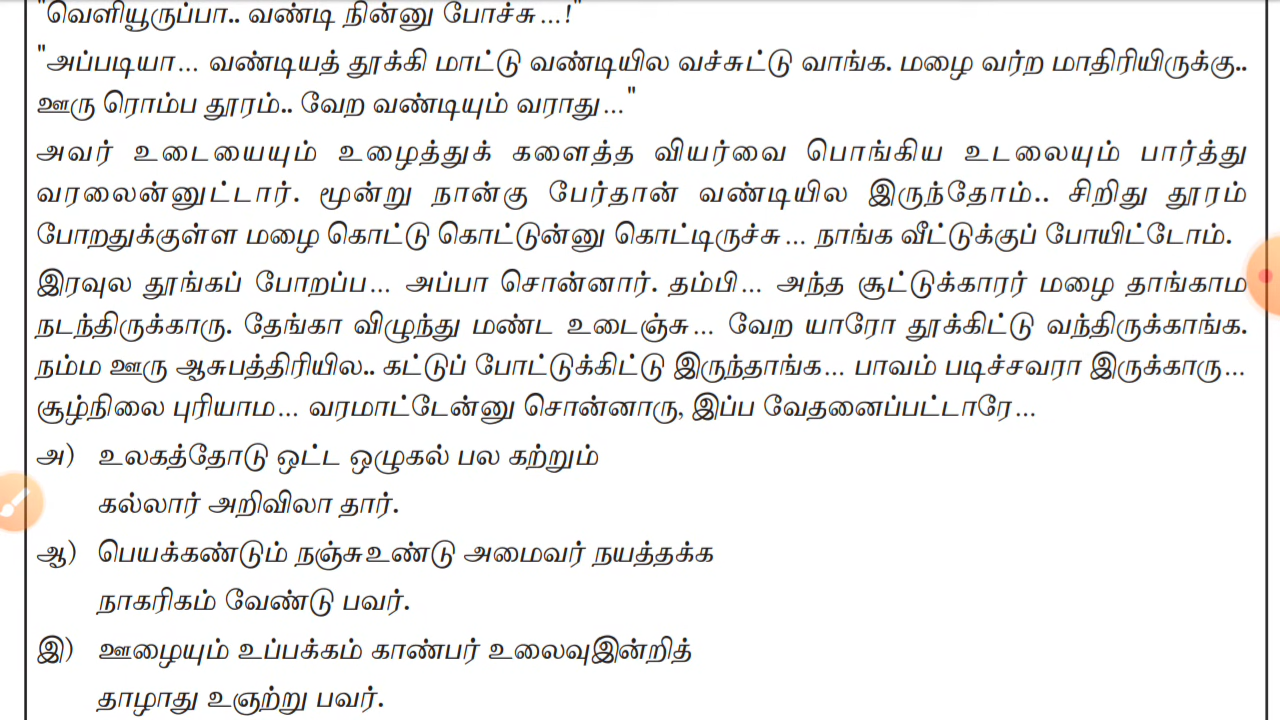 "வெளியூருப்பா.. வண்டி நின்னு போச்சு...!"
"அப்படியா... வண்டியத் தூக்கி மாட்டு வண்டியில வச்சுட்டு வாங்க. மழை வர்ற மாதிரியிருக்கு..
ஊரு ரொம்ப தூரம்.. வேற வண்டியும் வராது..."
அவர் உடையையும் உழைத்துக் களைத்த வியர்வை பொங்கிய உடலையும் பார்த்து
வரலைன்னுட்டார். மூன்று நான்கு பேர்தான் வண்டியில இருந்தோம்.. சிறிது தூரம்
போறதுக்குள்ள மழை கொட்டு கொட்டுன்னு கொட்டிருச்சு... நாங்க வீட்டுக்குப் போயிட்டோம்.
இரவுல தூங்கப் போறப்ப... அப்பா சொன்னார். தம்பி... அந்த சூட்டுக்காரர் மழை தாங்காம
நடந்திருக்காரு. தேங்கா விழுந்து மண்ட உடைஞ்சு... வேற யாரோ தூக்கிட்டு வந்திருக்காங்க.
நம்ம ஊரு ஆசுபத்திரியில.. கட்டுப் போட்டுக்கிட்டு இருந்தாங்க... பாவம் படிச்சவரா இருக்காரு...
சூழ்நிலை புரியாம... வரமாட்டேன்னு சொன்னாரு, இப்ப வேதனைப்பட்டாரே...
அ) உலகத்தோடு ஒட்ட ஒழுகல் பல கற்றும்
கல்லார் அறிவிலா தார்.
ஆ) பெயக்கண்டும் நஞ்சுஉண்டு அமைவர் நயத்தக்க
நாகரிகம் வேண்டு பவர்.
இ) ஊழையும் உப்பக்கம் காண்பர் உலைவுஇன்றித்
தாழாது உஞற்று பவர்.